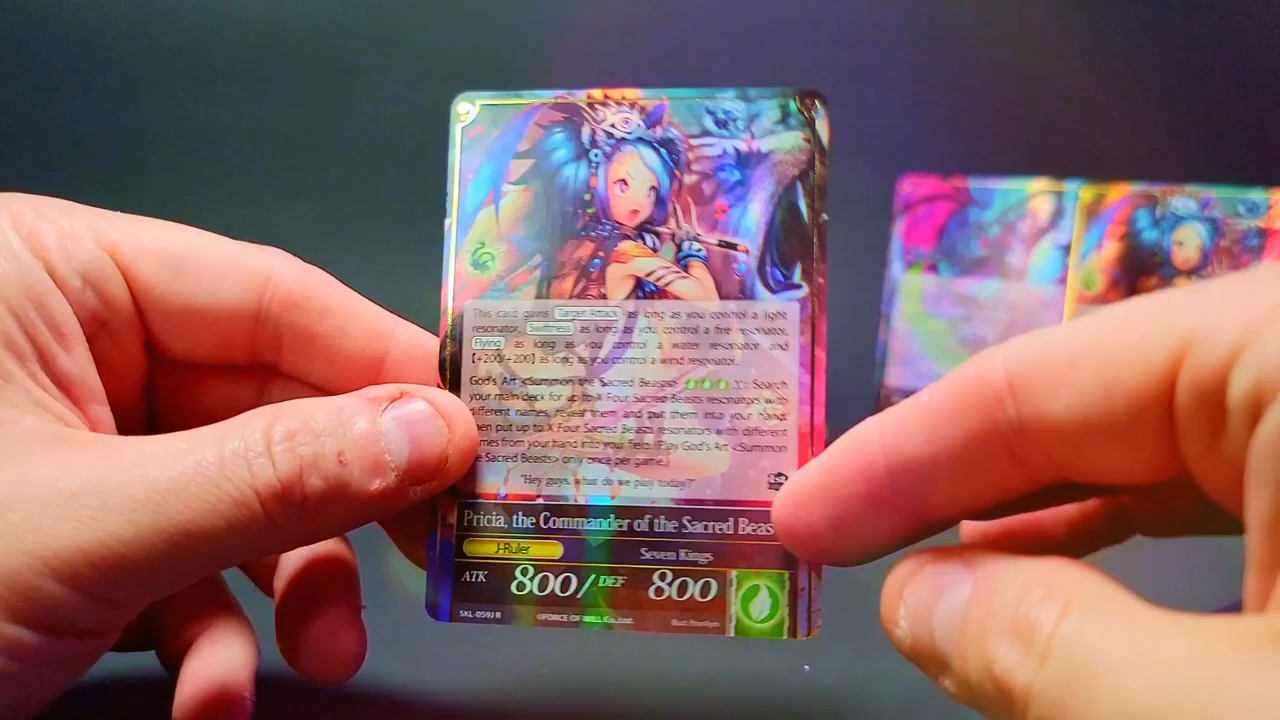 This card gains Target Attack as long as you control a light
resonator, Swiftness as long as you control a fire resonator,
Flying as long as you control a water resonator and
[+200/+200] as long as you control a wind resonator.
God's Art <Summon the Sacred Beasts> X: Search
your main deck for up to X Four Sacred Beasts resonators with
different names, reveal them and put them into your hand.
hen put up to X Four Sacred Beasts resonators with different
mes from your hand into your field. (Play God's Art <Summon
e Sacred Beasts> only once per game.)
"Hey guys, what do we play today?"
Pricia, the Commander of the Sacred Beas
J-Ruler Seven Kings
ATK 800/ DEF 800
SKL-059J R ©FORCE OF WILL Co.,Ltd. Illust.